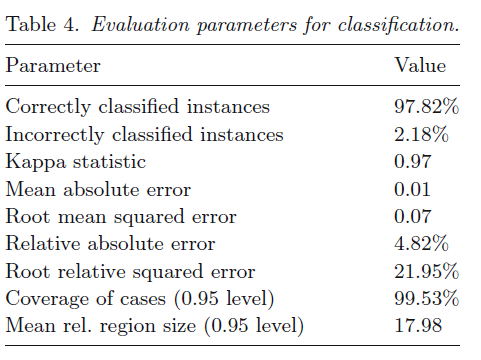 Table 4. Evaluation parameters for classification.
Parameter Value
Correctly classified instances 97.82%
Incorrectly classified instances 2.18%
Kappa statistic 0.97
Mean absolute error 0.01
Root mean squared error 0.07
Relative absolute error 4.82%
Root relative squared error 21.95%
Coverage of cases (0.95 level) 99.53%
Mean rel. region size (0.95 level) 17.98